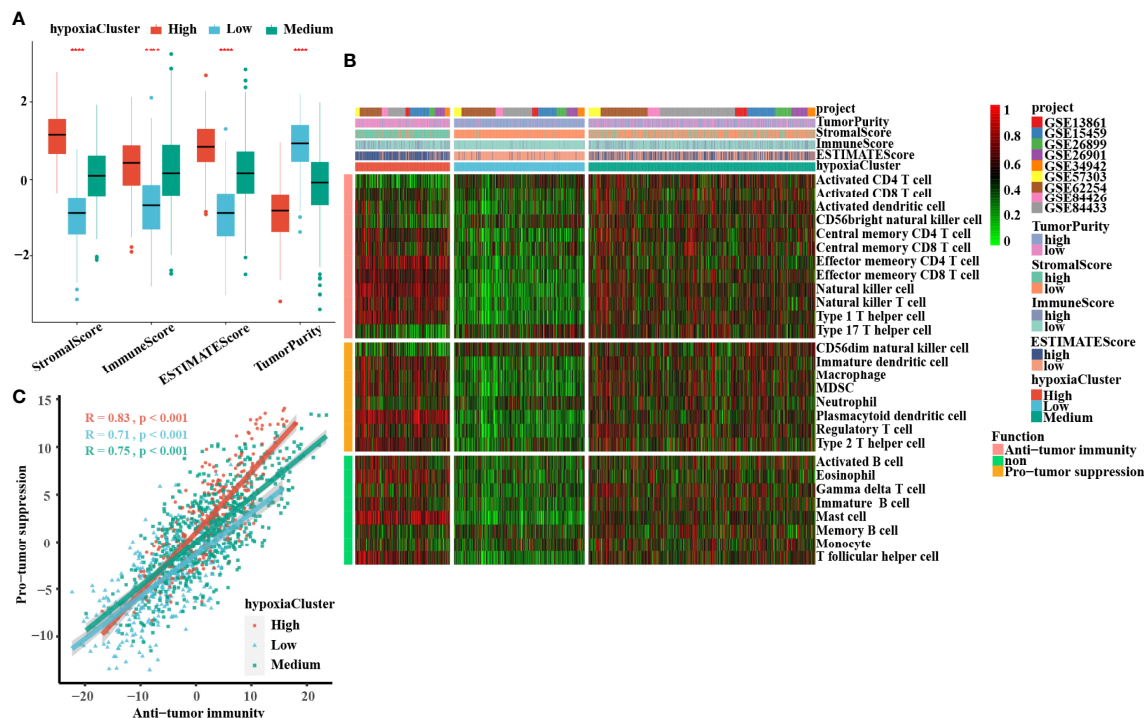 A
hypoxiaCluster High Low Medium
**** **** **** ****
2
0
−2
StromalScore
ImmuneScore
ESTIMATEScore
TumorPurity
B
project
TumorPurity
StromalScore
ImmuneScore
ESTIMATEScore
hypoxiaCluster
Activated CD4 T cell
Activated CD8 T cell
Activated dendritic cell
CD56bright natural killer cell
Central memory CD4 T cell
Central memory CD8 T cell
Effector memeory CD4 T cell
Effector memeory CD8 T cell
Natural killer cell
Natural killer T cell
Type 1 T helper cell
Type 17 T helper cell
CD56dim natural killer cell
Immature dendritic cell
Macrophage
MDSC
Neutrophil
Plasmacytoid dendritic cell
Regulatory T cell
Type 2 T helper cell
Activated B cell
Eosinophil
Gamma delta T cell
Immature B cell
Mast cell
Memory B cell
Monocyte
T follicular helper cell
1
0.8
0.6
0.4
0.2
0
project
GSE13861
GSE15459
GSE26899
GSE26901
GSE34942
GSE57303
GSE62254
GSE84426
GSE84433
TumorPurity
high
low
StromalScore
high
low
ImmuneScore
high
low
ESTIMATEScore
high
low
hypoxiaCluster
High
Low
Medium
Function
Anti−tumor immunity
non
Pro−tumor suppression
C
R = 0.83 , p < 0.001
R = 0.71 , p < 0.001
R = 0.75 , p < 0.001
Pro−tumor suppression
15
10
5
0
−5
−10
hypoxiaCluster
High
Low
Medium
−20 −10 0 10 20
Anti−tumor immunity